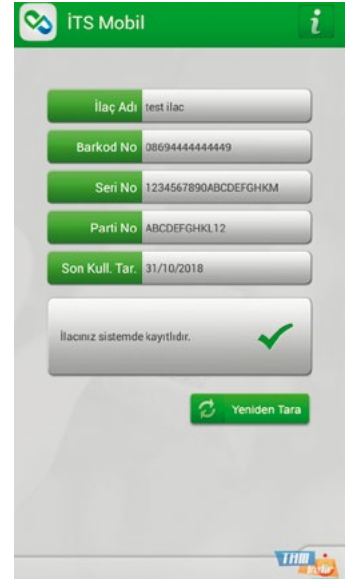 İTS Mobil
i
İlaç Adı test ilac
Barkod No 08694444444449
Seri No 1234567890ABCDEFGHKM
Parti No ABCDEFGHKL12
Son Kull. Tar. 31/10/2018
İlacınız sistemde kayıtlıdır.
Yeniden Tara